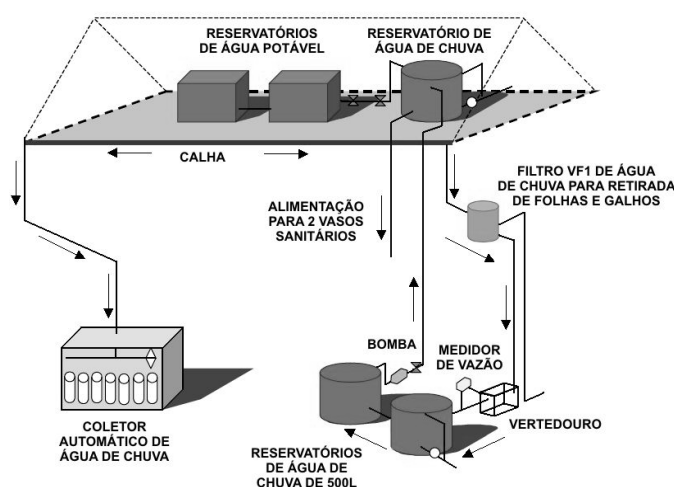 RESERVATÓRIOS
DE ÁGUA POTÁVEL
RESERVATÓRIO DE
ÁGUA DE CHUVA
CALHA
ALIMENTAÇÃO
PARA 2 VASOS
SANITÁRIOS
FILTRO VF1 DE ÁGUA
DE CHUVA PARA RETIRADA
DE FOLHAS E GALHOS
BOMBA
MEDIDOR
DE VAZÃO
VERTEDOURO
COLETOR
AUTOMÁTICO DE
ÁGUA DE CHUVA
RESERVATÓRIOS
DE ÁGUA DE
CHUVA DE 500L